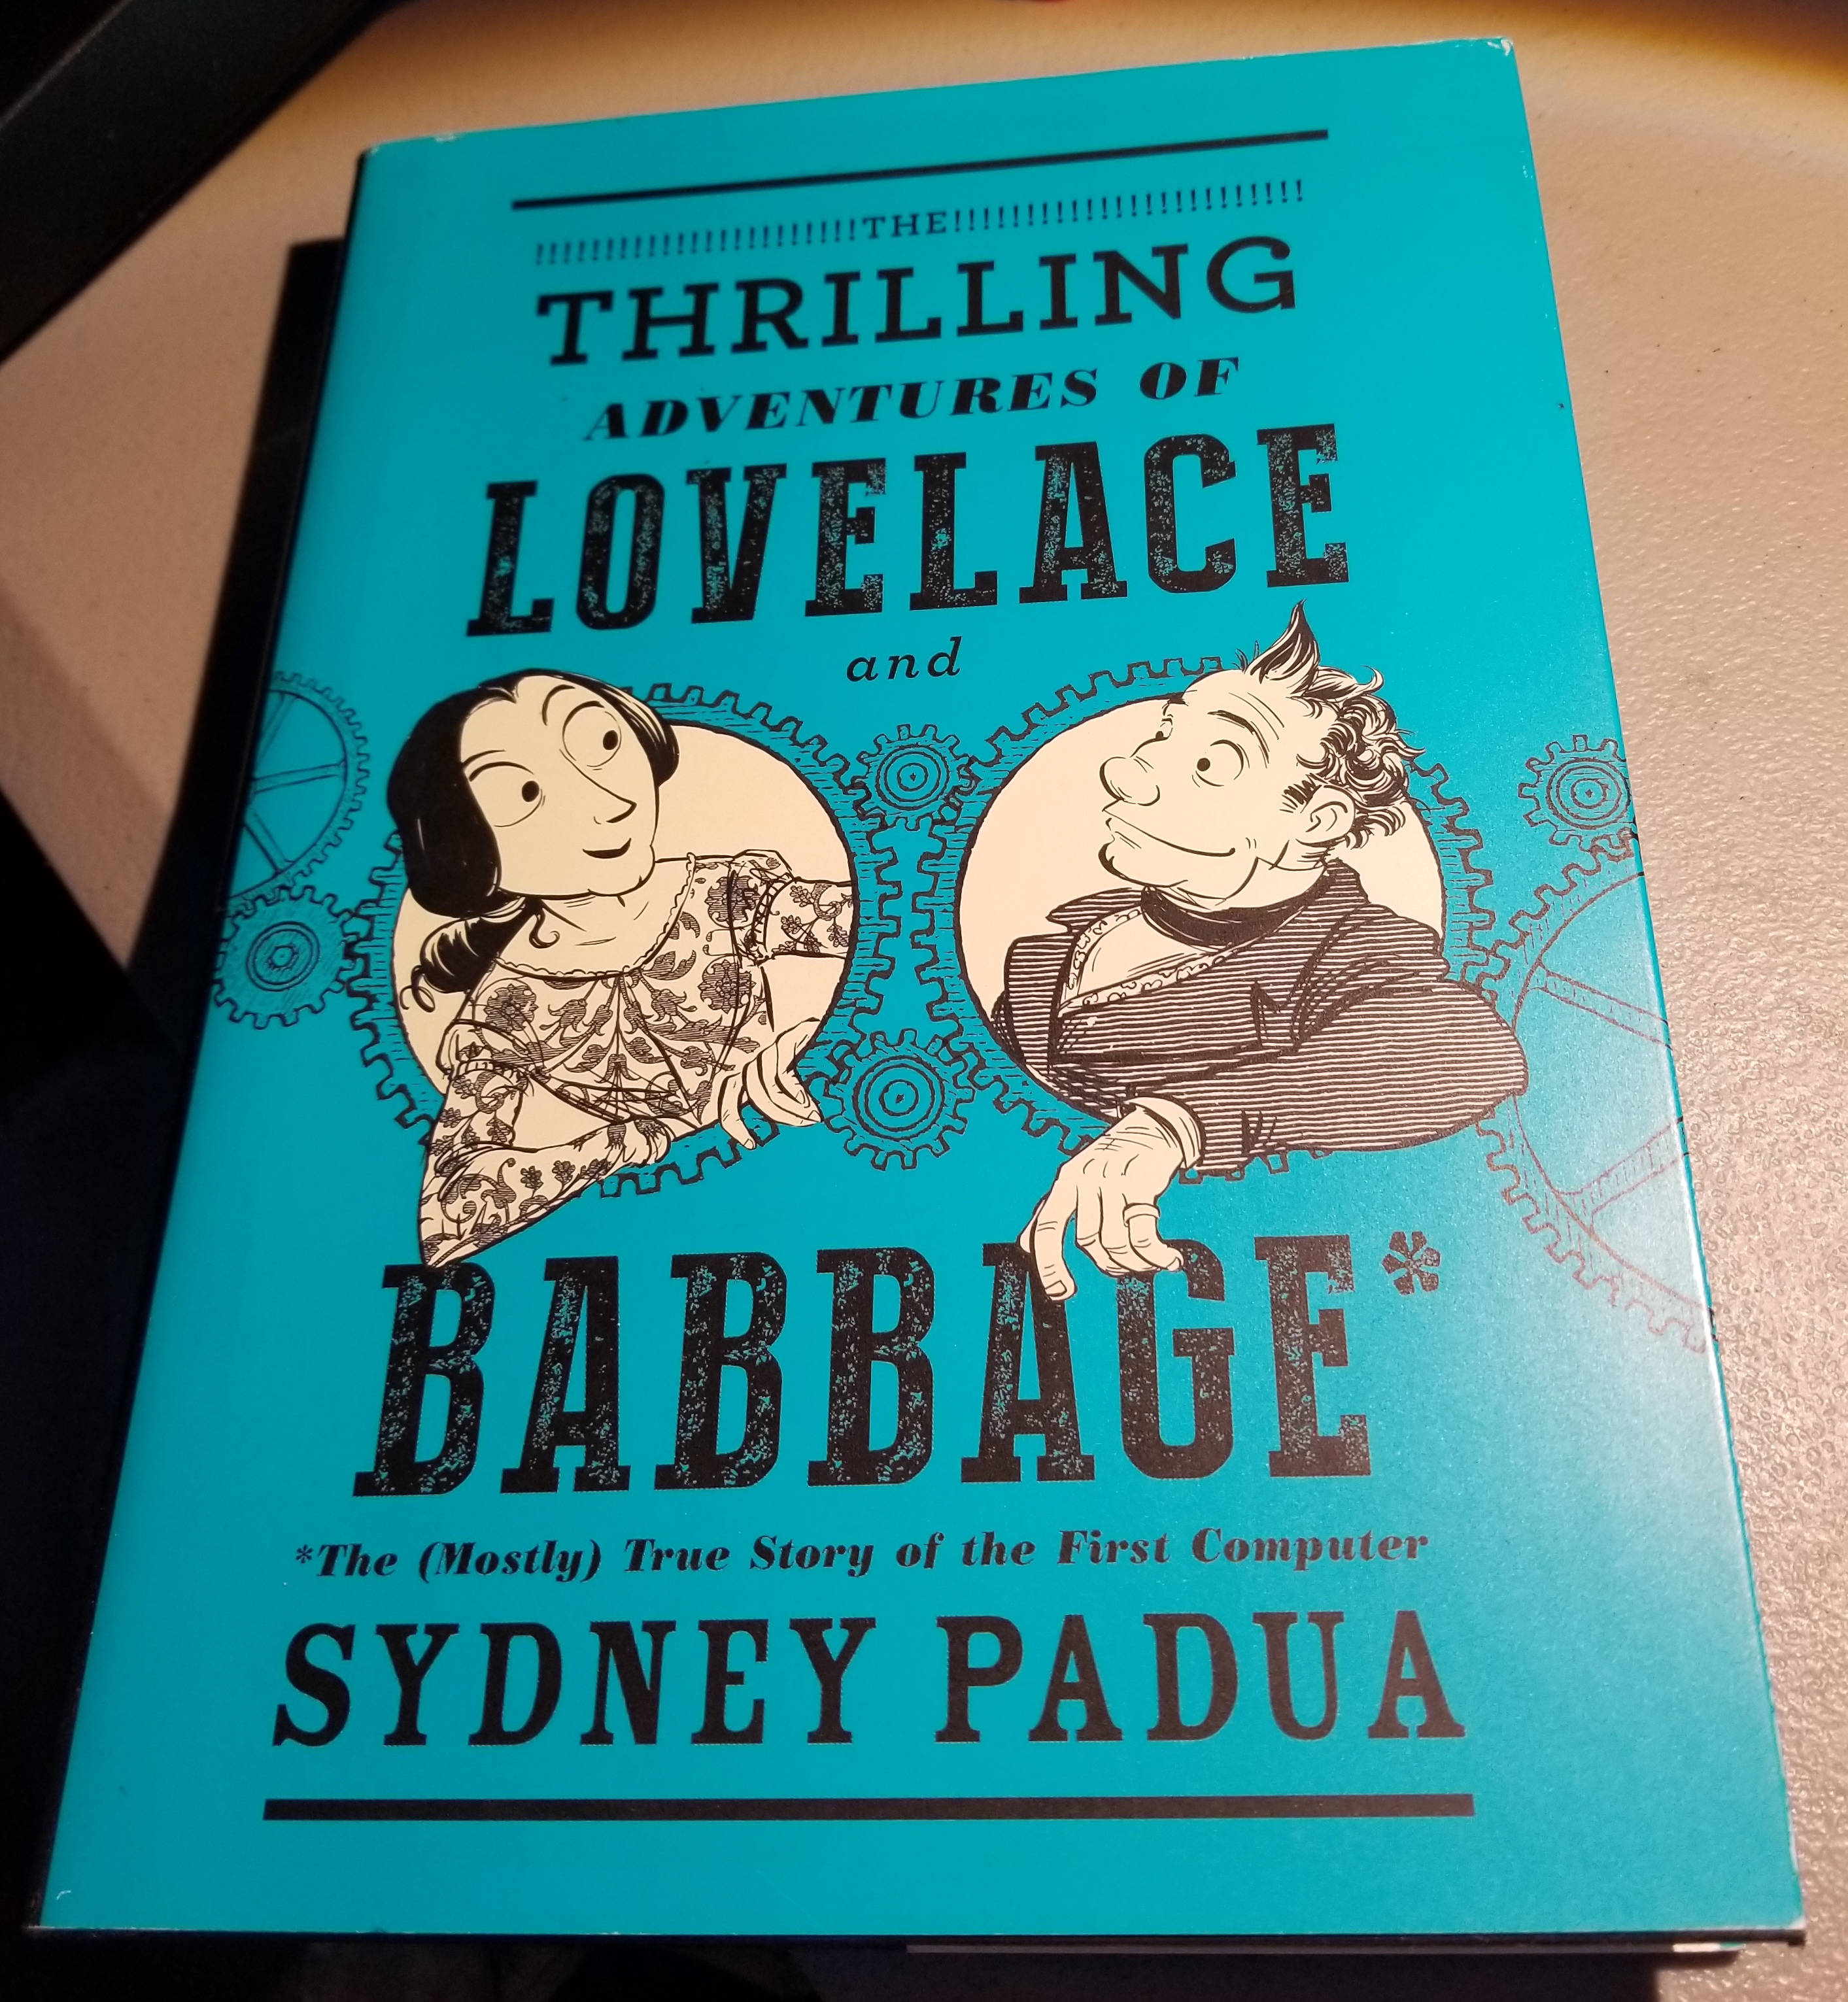 !!!!!!!!!!!!!!!!!!!!!!!!THE!!!!!!!!!!!!!!!!!!!!!!!!
THRILLING
ADVENTURES OF
LOVELACE
and
BABBAGE*
*The (Mostly) True Story of the First Computer
SYDNEY PADUA